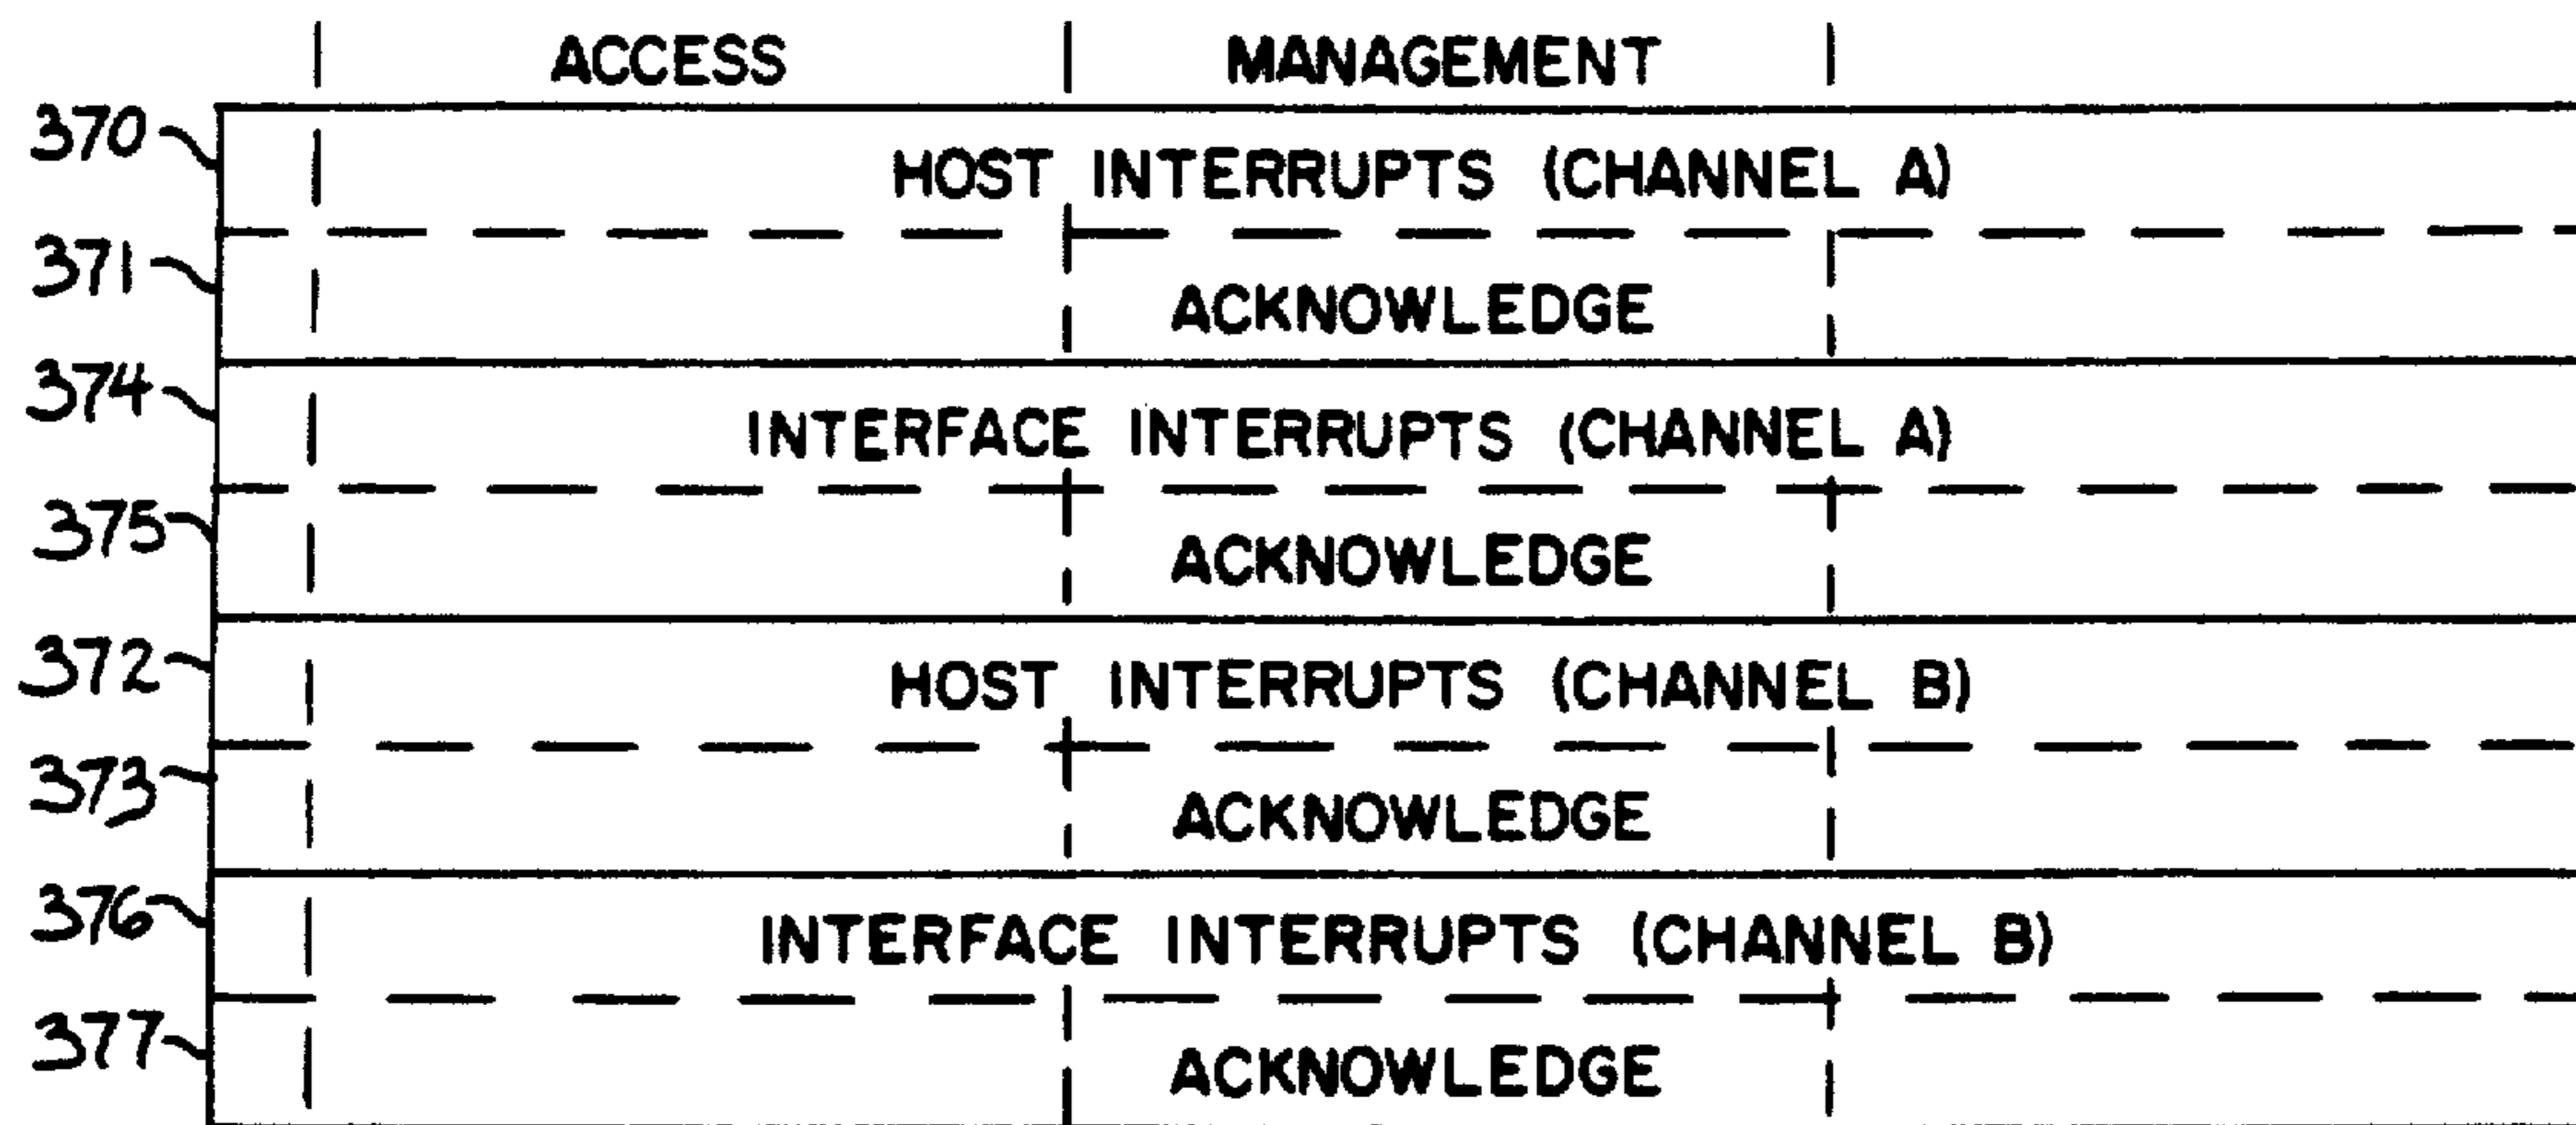 ACCESS MANAGEMENT
370 HOST INTERRUPTS (CHANNEL A)
371 ACKNOWLEDGE
374 INTERFACE INTERRUPTS (CHANNEL A)
375 ACKNOWLEDGE
372 HOST INTERRUPTS (CHANNEL B)
373 ACKNOWLEDGE
376 INTERFACE INTERRUPTS (CHANNEL B)
377 ACKNOWLEDGE